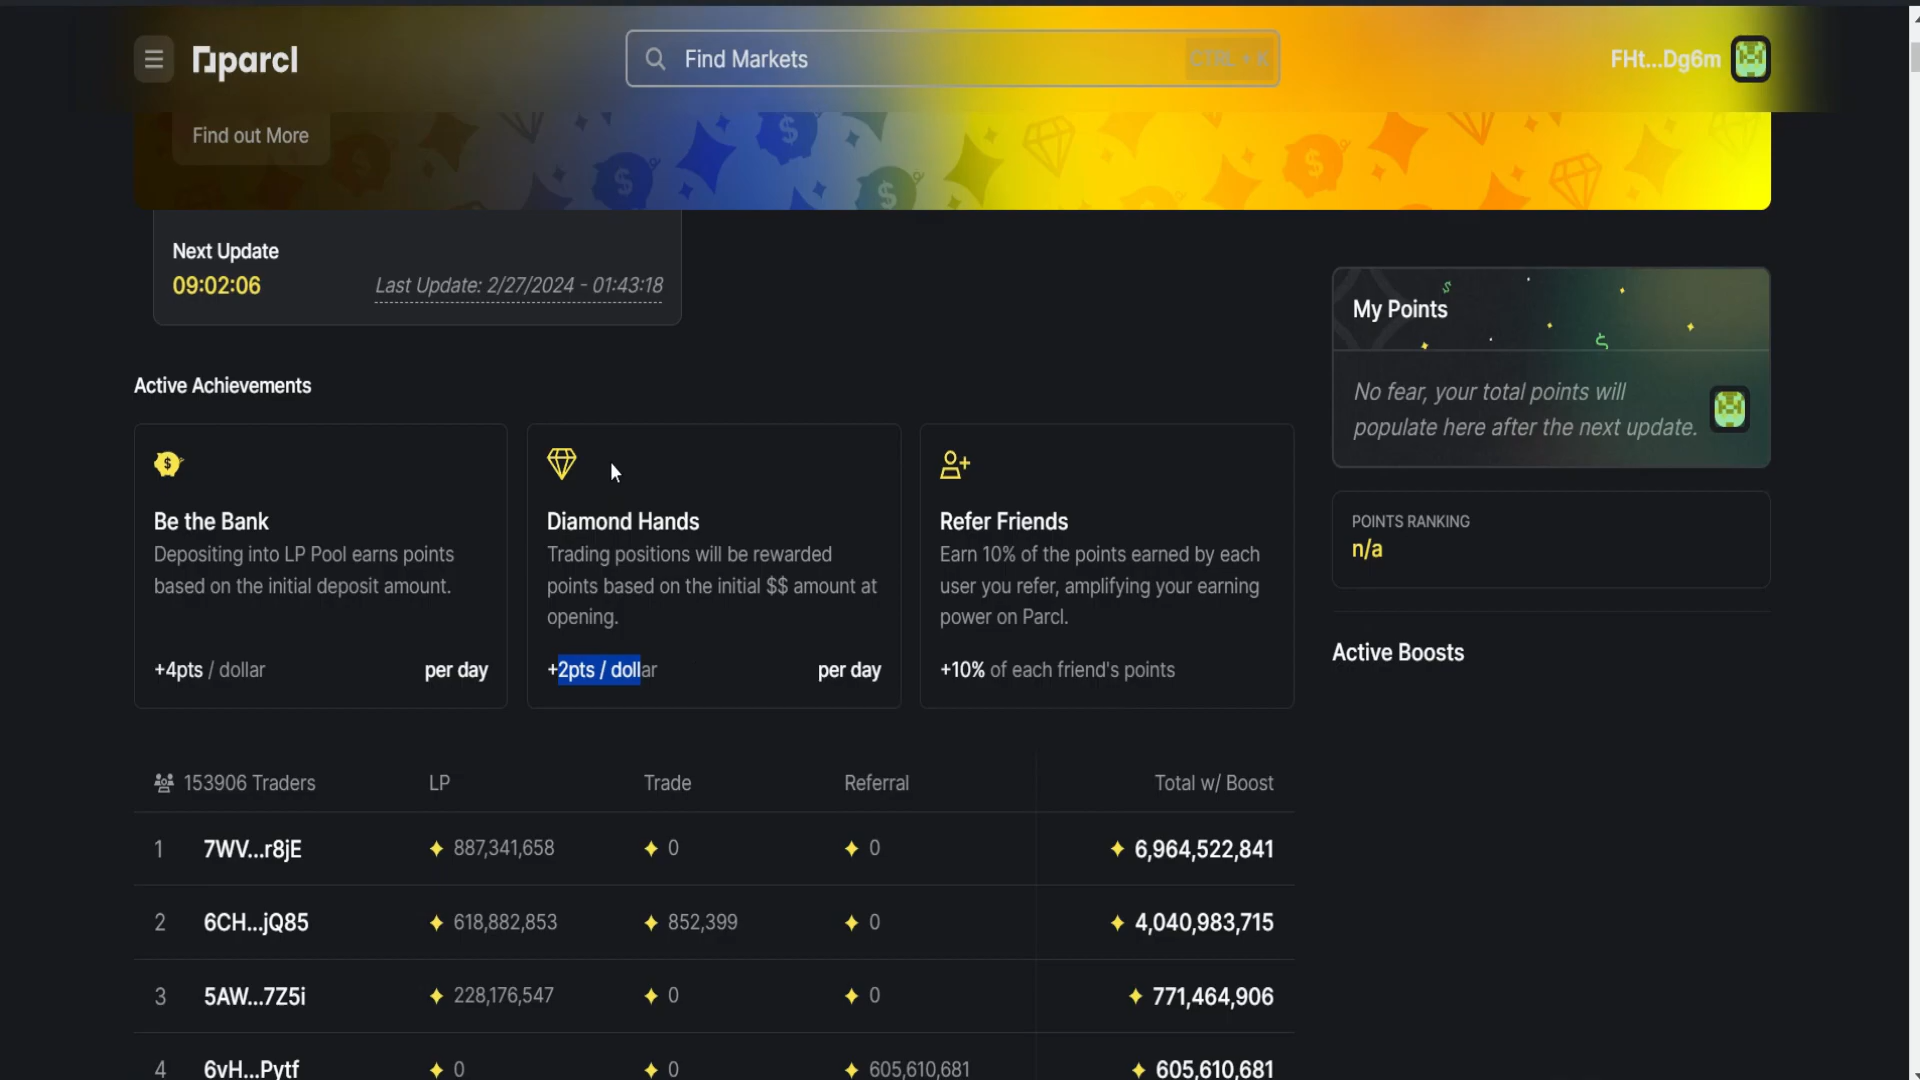 parcl
Find Markets
CTRL + K
FHt...Dg6m
Find out More
Next Update
09:02:06
Last Update: 2/27/2024 - 01:43:18
My Points
No fear, your total points will
populate here after the next update.
Active Achievements
Be the Bank
Depositing into LP Pool earns points
based on the initial deposit amount.
+4pts / dollar per day
Diamond Hands
Trading positions will be rewarded
points based on the initial $$ amount at
opening.
+2pts / dollar per day
Refer Friends
Earn 10% of the points earned by each
user you refer, amplifying your earning
power on Parcl.
+10% of each friend's points
POINTS RANKING
n/a
Active Boosts
153906 Traders LP Trade Referral Total w/ Boost
1 7WV...r8jE 887,341,658 0 0 6,964,522,841
2 6CH...jQ85 618,882,853 852,399 0 4,040,983,715
3 5AW...7Z5i 228,176,547 0 0 771,464,906
4 6vH...Pytf 0 0 605,610,681 605,610,681